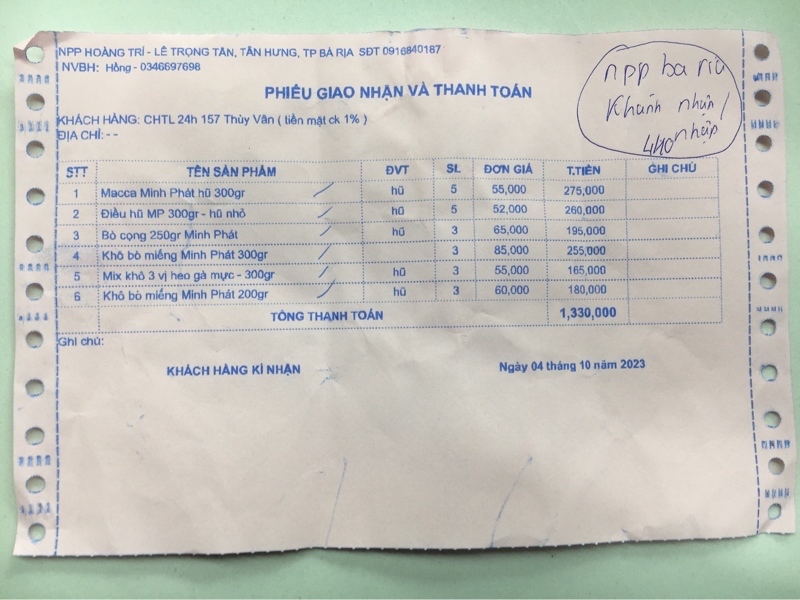 NPP HOÀNG TRÍ - LÊ TRỌNG TẤN, TÂN HƯNG, TP BÀ RỊA SĐT 0916840187
NVBH: Hồng - 0346697698
npp ba rịa
Khánh nhận /
440 nhập
PHIẾU GIAO NHẬN VÀ THANH TOÁN
KHÁCH HÀNG: CHTL 24h 157 Thùy Vân ( tiền mặt ck 1% )
ĐỊA CHỈ: - -
STT TÊN SẢN PHẨM ĐVT SL ĐƠN GIÁ T.TIỀN GHI CHÚ
1 Macca Minh Phát hũ 300gr hũ 5 55,000 275,000
2 Điều hũ MP 300gr - hũ nhỏ hũ 5 52,000 260,000
3 Bò cọng 250gr Minh Phát hũ 3 65,000 195,000
4 Khô bò miếng Minh Phát 300gr 3 85,000 255,000
5 Mix khô 3 vị heo gà mực - 300gr hũ 3 55,000 165,000
6 Khô bò miếng Minh Phát 200gr hũ 3 60,000 180,000
TỔNG THANH TOÁN 1,330,000
Ghi chú:
KHÁCH HÀNG KÍ NHẬN Ngày 04 tháng 10 năm 2023